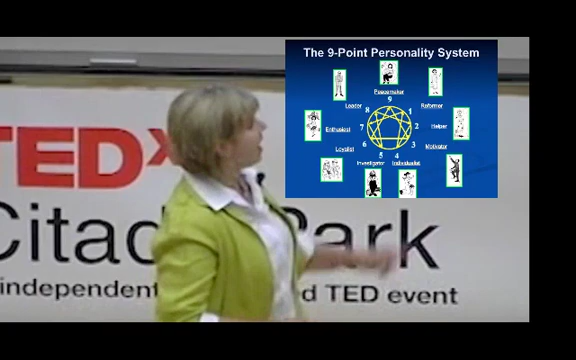 The 9-Point Personality System
Peacemaker
9
Leader
8
1
Reformer
Enthusiast
7
2
Helper
Loyalist
6
3
Motivator
5
4
Investigator
Individualist
TEDx
Citad Park
independent d TED event